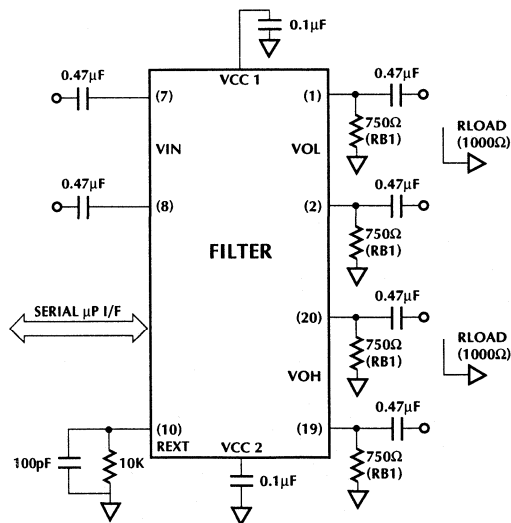 0.1µF
VCC 1
0.47µF
(7)
(1)
0.47µF
VIN
VOL
750Ω
(RB1)
RLOAD
(1000Ω)
0.47µF
(8)
(2)
0.47µF
750Ω
(RB1)
FILTER
SERIAL µP I/F
(20)
0.47µF
750Ω
(RB1)
RLOAD
(1000Ω)
VOH
(10)
REXT
(19)
0.47µF
VCC 2
100pF
10K
0.1µF
750Ω
(RB1)